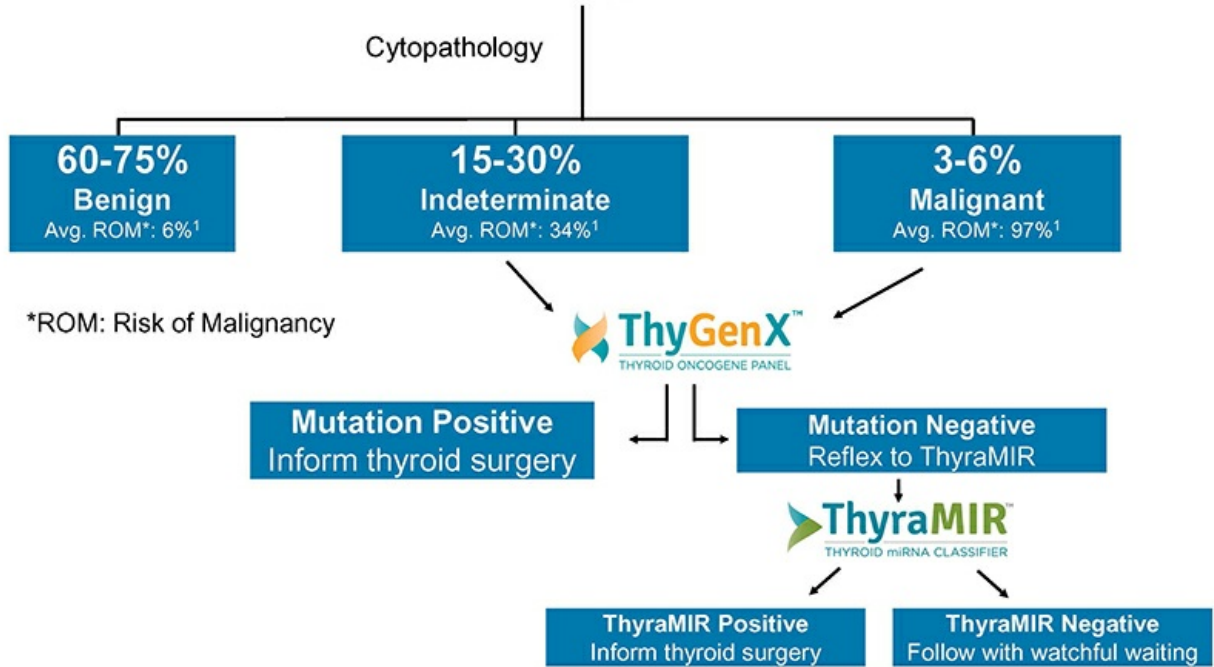 Cytopathology
60-75%
Benign
Avg. ROM*: 6%¹
15-30%
Indeterminate
Avg. ROM*: 34%¹
3-6%
Malignant
Avg. ROM*: 97%¹
*ROM: Risk of Malignancy
ThyGenX™
THYROID ONCOGENE PANEL
Mutation Positive
Inform thyroid surgery
Mutation Negative
Reflex to ThyraMIR
ThyraMIR™
THYROID miRNA CLASSIFIER
ThyraMIR Positive
Inform thyroid surgery
ThyraMIR Negative
Follow with watchful waiting